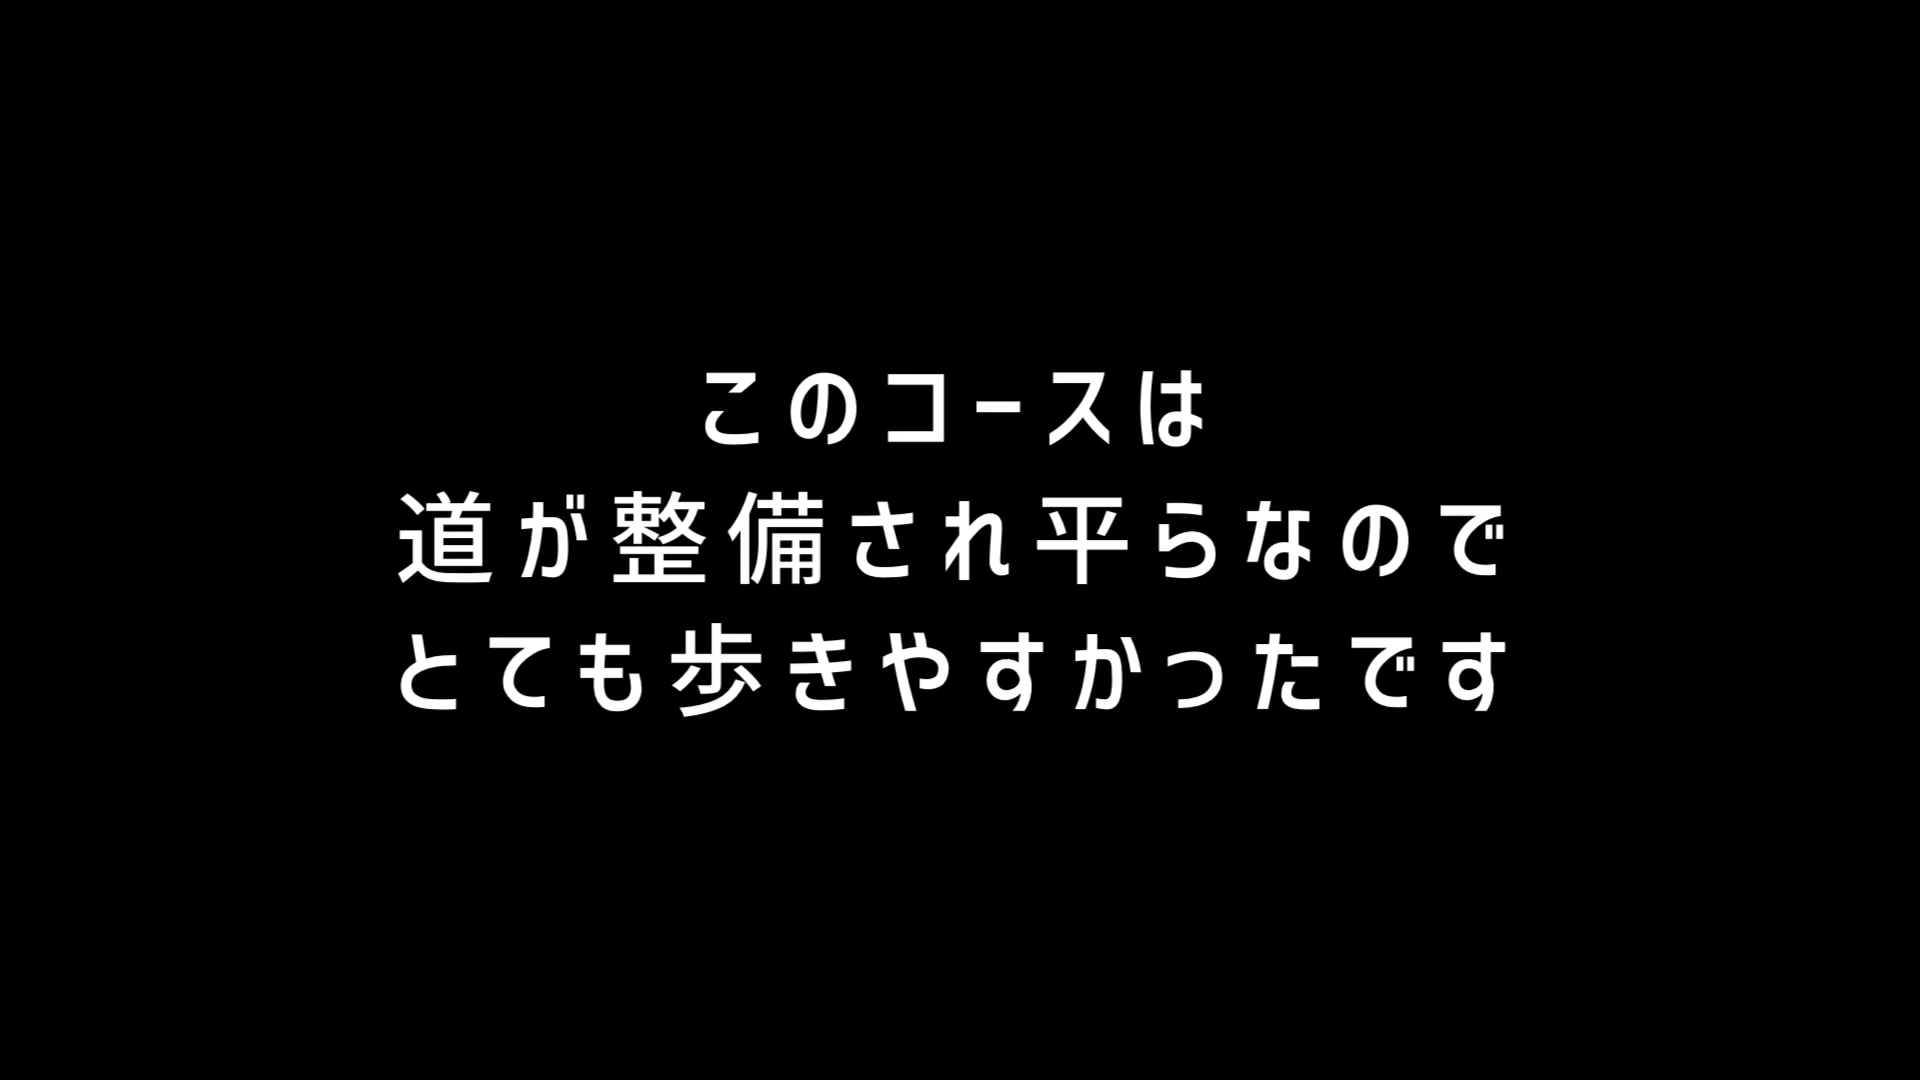 このコースは
道が整備され平らなので
とても歩きやすかったです